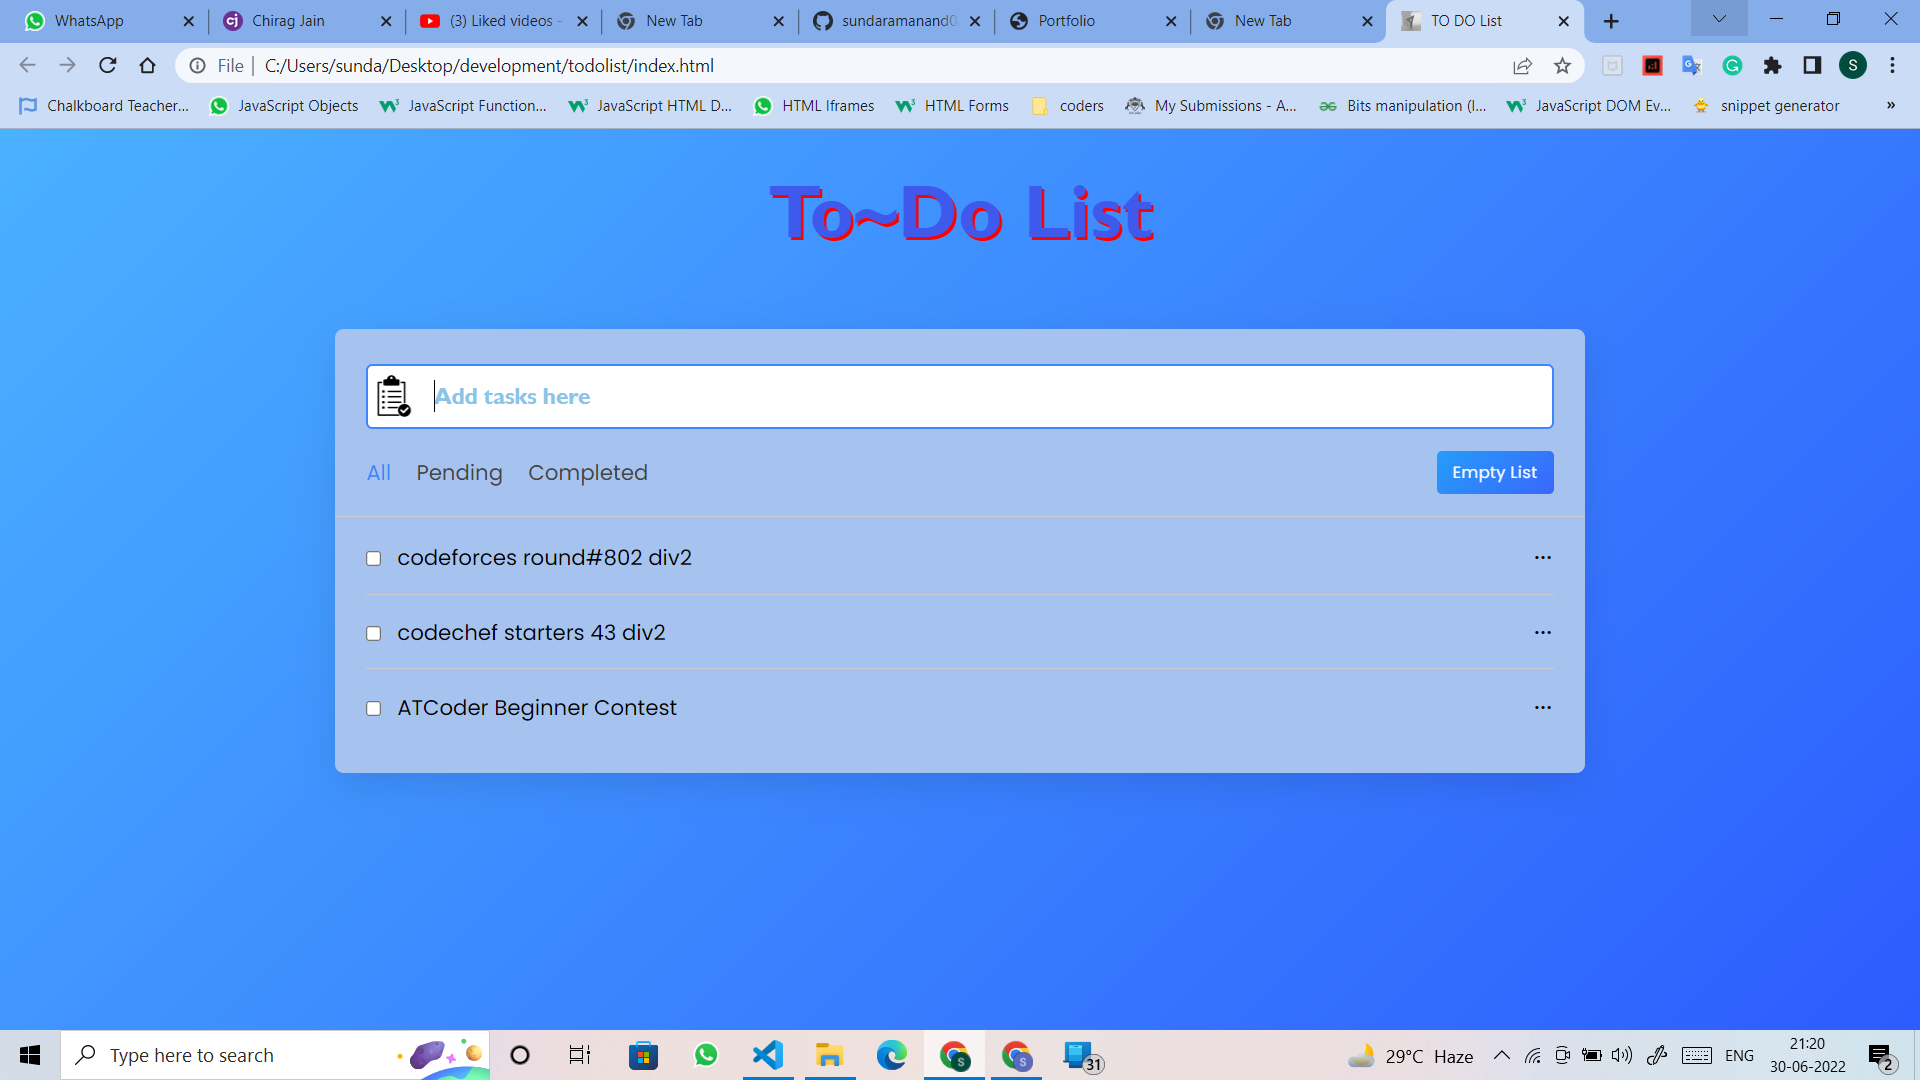 WhatsApp
Chirag Jain
(3) Liked videos -
New Tab
sundaramanand0
Portfolio
New Tab
TO DO List
File
C:/Users/sunda/Desktop/development/todolist/index.html
S
Chalkboard Teacher...
JavaScript Objects
JavaScript Function...
JavaScript HTML D...
HTML Iframes
HTML Forms
coders
My Submissions - A...
Bits manipulation (I...
JavaScript DOM Ev...
snippet generator
»
To~Do List
Add tasks here
All
Pending
Completed
Empty List
codeforces round#802 div2
codechef starters 43 div2
ATCoder Beginner Contest
Type here to search
31
29°C Haze
ENG
21:20
30-06-2022
2